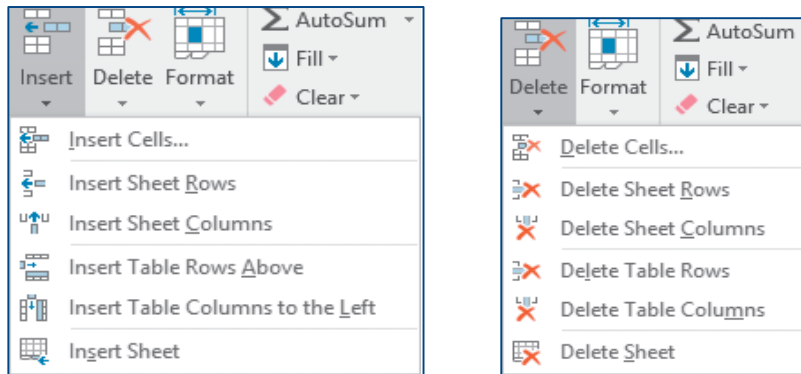 AutoSum
Fill
Insert Delete Format
Clear
Insert Cells...
Insert Sheet Rows
Insert Sheet Columns
Insert Table Rows Above
Insert Table Columns to the Left
Insert Sheet
AutoSum
Fill
Delete Format
Clear
Delete Cells...
Delete Sheet Rows
Delete Sheet Columns
Delete Table Rows
Delete Table Columns
Delete Sheet